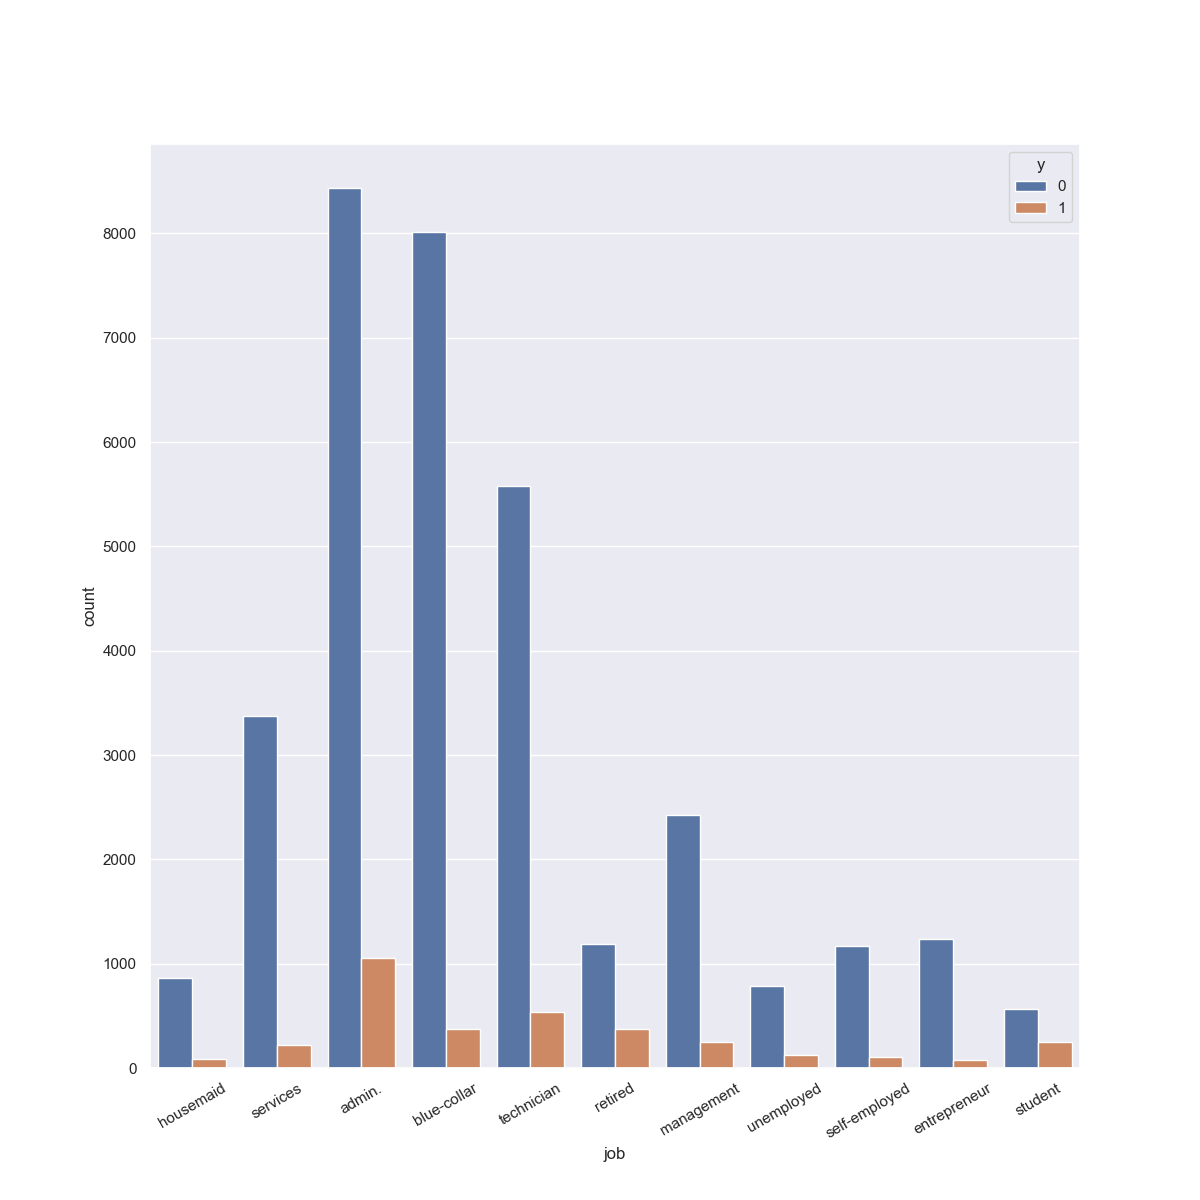 y
0
1
8000
7000
6000
5000
4000
3000
2000
1000
0
count
housemaid
services
admin.
blue-collar
technician
retired
management
unemployed
self-employed
entrepreneur
student
job